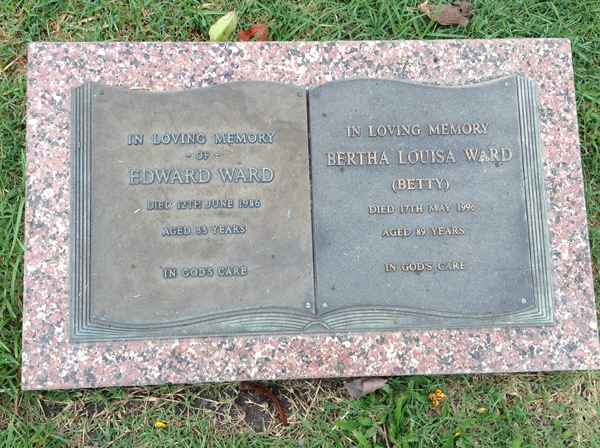 IN LOVING MEMORY
- OF -
EDWARD WARD
DIED 12TH JUNE 1986
AGED 83 YEARS
IN GOD'S CARE
IN LOVING MEMORY
BERTHA LOUISA WARD
(BETTY)
DIED 17TH MAY 1996
AGED 89 YEARS
IN GOD'S CARE